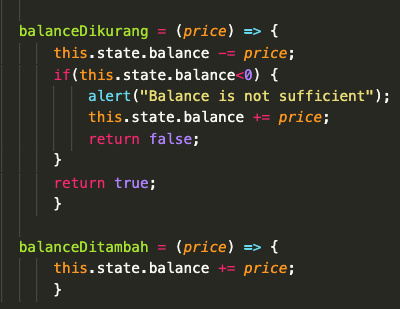 balanceDikurang = (price) => {
this.state.balance -= price;
if(this.state.balance<0) {
alert("Balance is not sufficient");
this.state.balance += price;
return false;
}
return true;
}
balanceDitambah = (price) => {
this.state.balance += price;
}